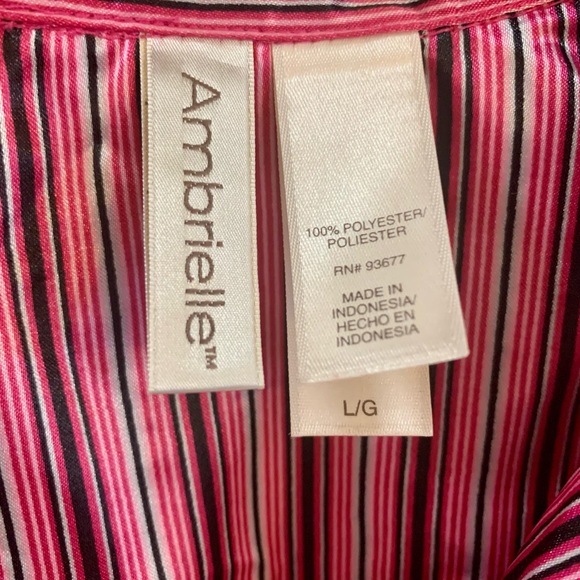 Ambrielle™
100% POLYESTER/
POLIESTER
RN# 93677
MADE IN
INDONESIA/
HECHO EN
INDONESIA
L/G